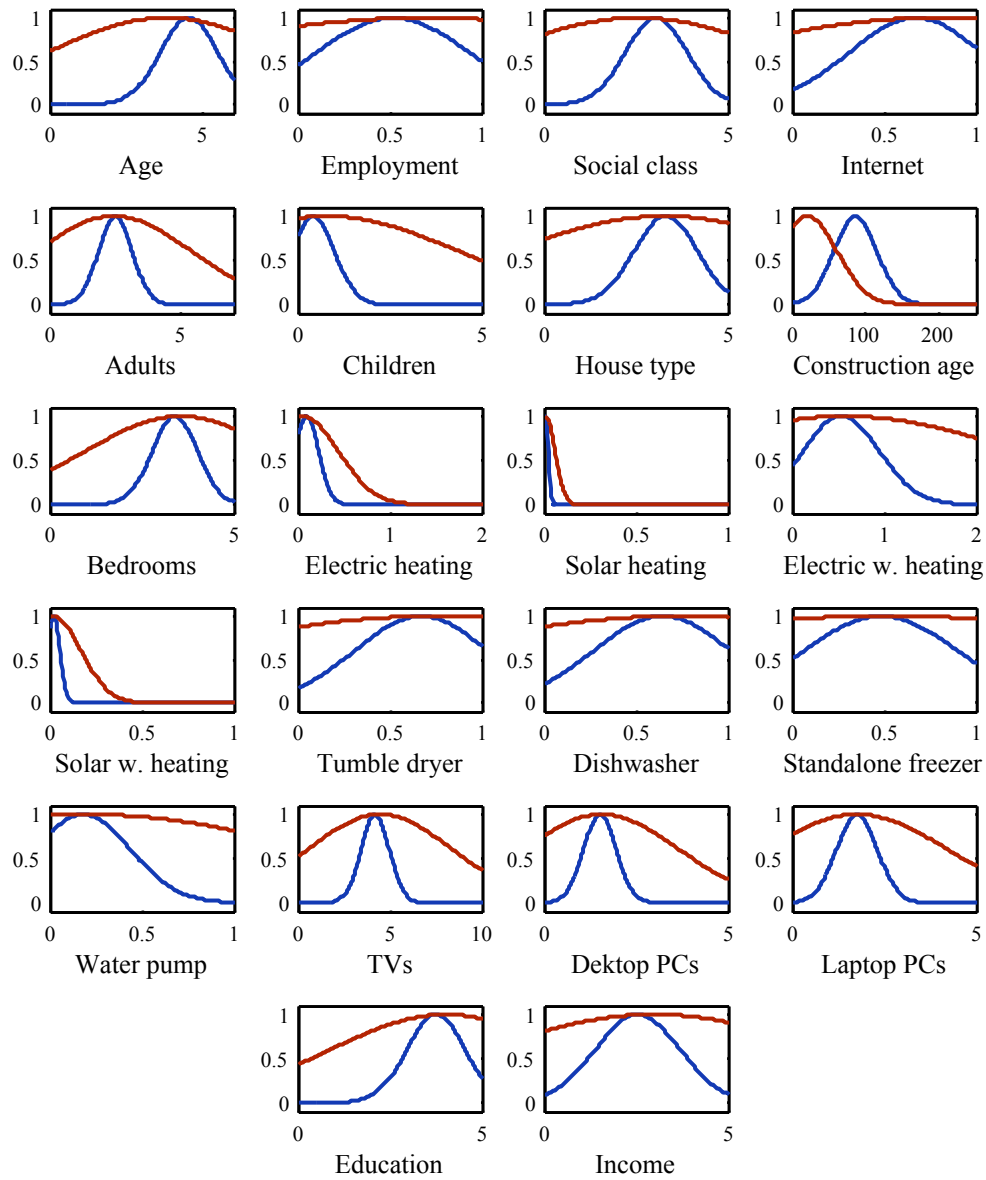 1 1 1 1
0.5 0.5 0.5 0.5
0 0 0 0
0 5 0 0.5 1 0 5 0 0.5 1
Age Employment Social class Internet
1 1 1 1
0.5 0.5 0.5 0.5
0 0 0 0
0 5 0 5 0 5 0 100 200
Adults Children House type Construction age
1 1 1 1
0.5 0.5 0.5 0.5
0 0 0 0
0 5 0 1 2 0 0.5 1 0 1 2
Bedrooms Electric heating Solar heating Electric w. heating
1 1 1 1
0.5 0.5 0.5 0.5
0 0 0 0
0 0.5 1 0 0.5 1 0 0.5 1 0 0.5 1
Solar w. heating Tumble dryer Dishwasher Standalone freezer
1 1 1 1
0.5 0.5 0.5 0.5
0 0 0 0
0 0.5 1 0 5 10 0 5 0 5
Water pump TVs Dektop PCs Laptop PCs
1 1
0.5 0.5
0 0
0 5 0 5
Education Income